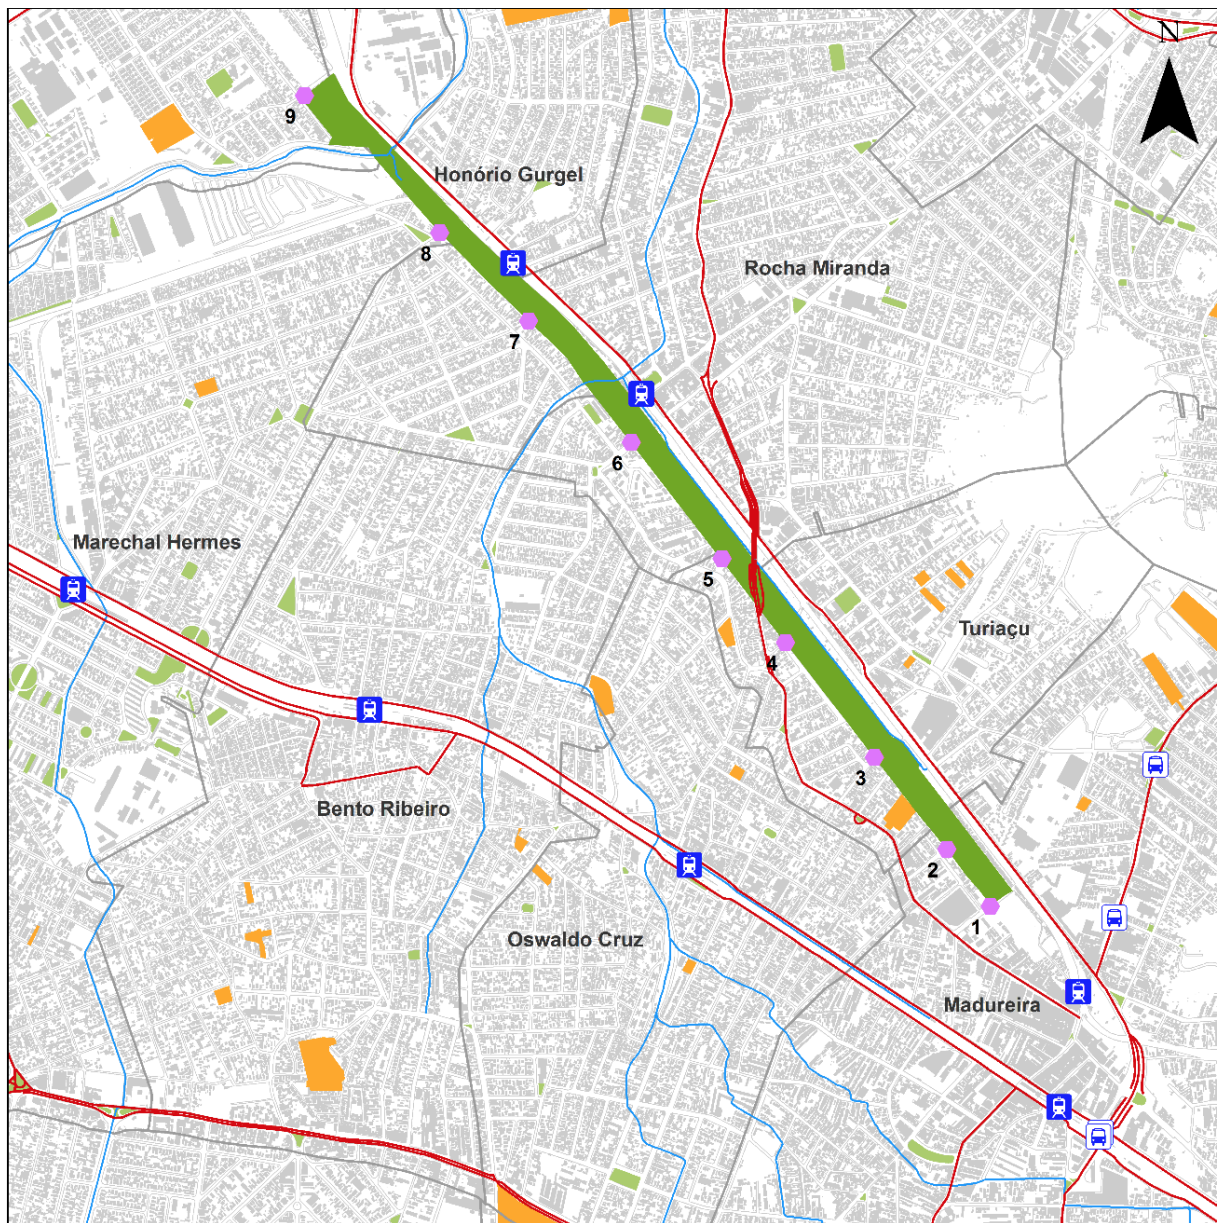 N
9
Honório Gurgel
8
Rocha Miranda
7
6
Marechal Hermes
5
Turiaçu
4
3
Bento Ribeiro
2
1
Oswaldo Cruz
Madureira